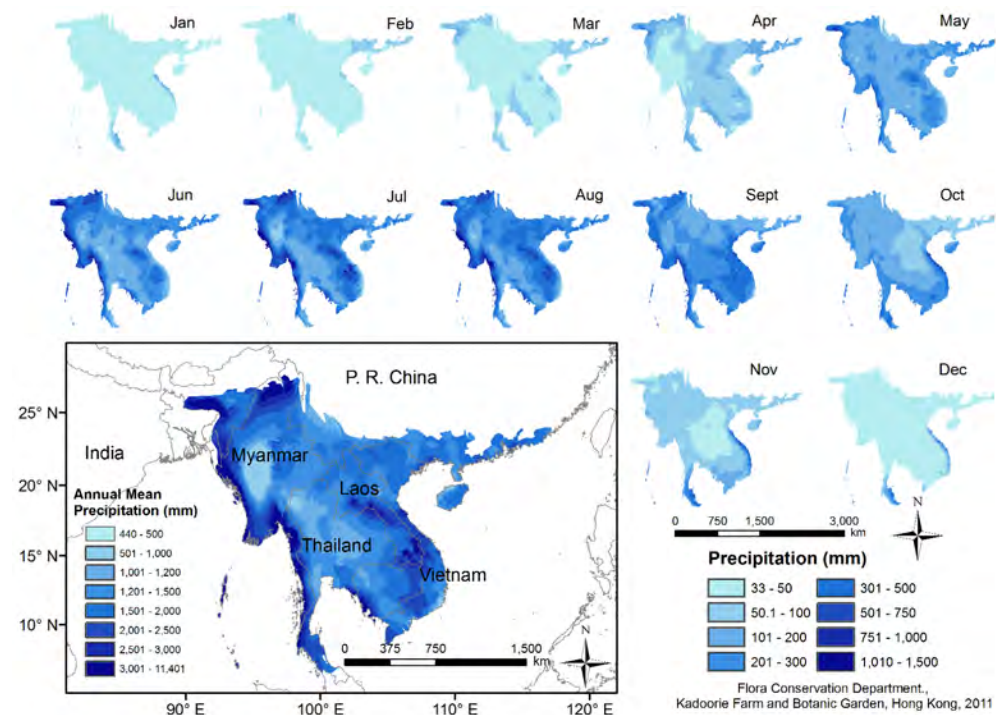 Jan
Feb
Mar
Apr
May
Jun
Jul
Aug
Sept
Oct
Nov
Dec
P. R. China
India
Myanmar
Laos
Thailand
Vietnam
25° N
20° N
15° N
10° N
90° E
100° E
110° E
120° E
Annual Mean
Precipitation (mm)
440 - 500
501 - 1,000
1,001 - 1,200
1,201 - 1,500
1,501 - 2,000
2,001 - 2,500
2,501 - 3,000
3,001 - 11,401
0 375 750 1,500
km
N
0 750 1,500 3,000
km
N
Precipitation (mm)
33 - 50
50.1 - 100
101 - 200
201 - 300
301 - 500
501 - 750
751 - 1,000
1,010 - 1,500
Flora Conservation Department.,
Kadoorie Farm and Botanic Garden, Hong Kong, 2011